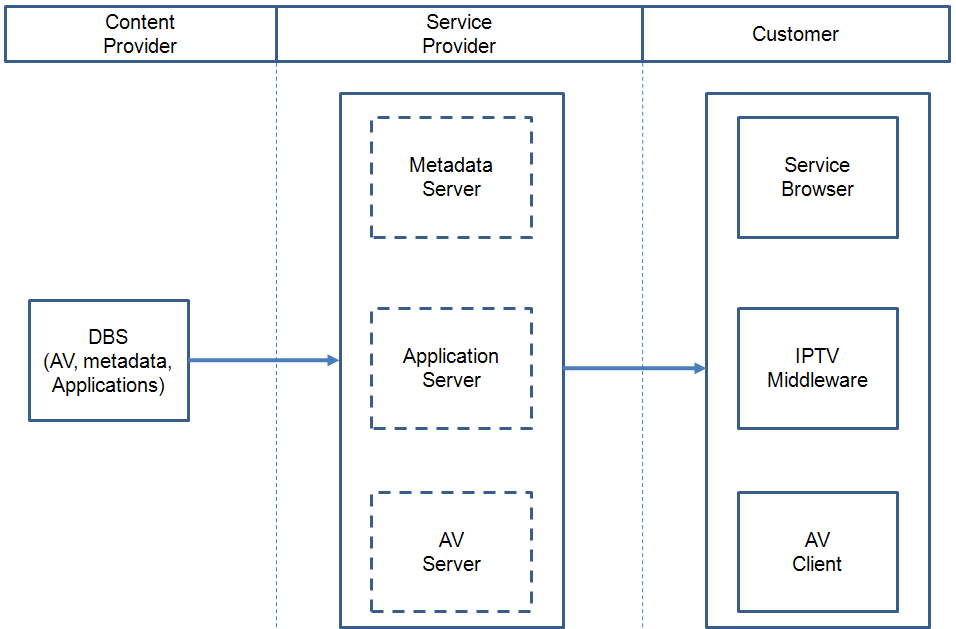 Content
Provider
Service
Provider
Customer
Metadata
Server
Service
Browser
DBS
(AV, metadata,
Applications)
Application
Server
IPTV
Middleware
AV
Server
AV
Client